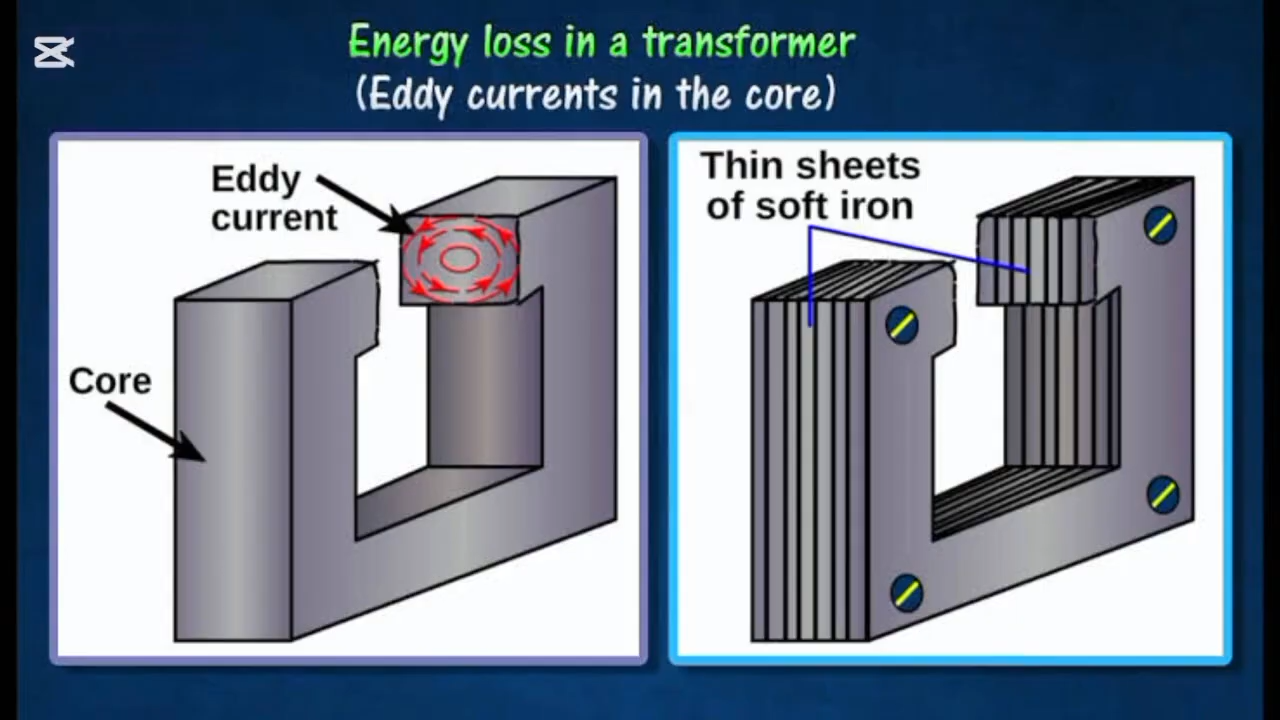 Energy loss in a transformer
(Eddy currents in the core)
Eddy
current
Core
Thin sheets
of soft iron